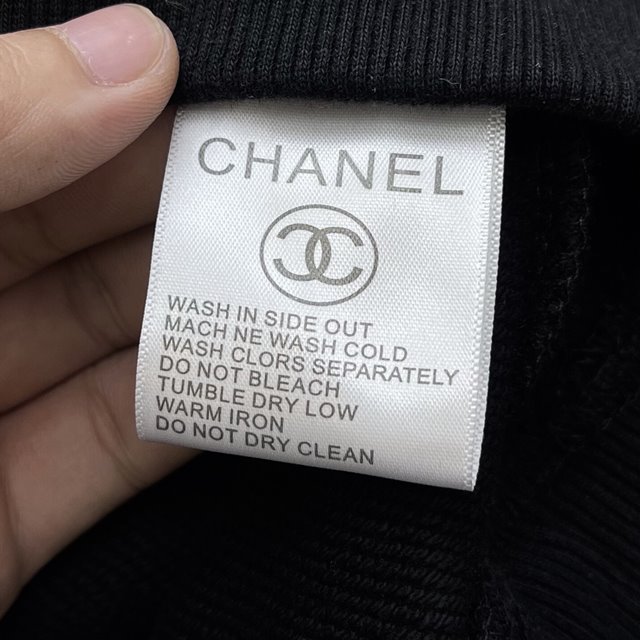 CHANEL
WASH IN SIDE OUT
MACH NE WASH COLD
WASH CLORS SEPARATELY
DO NOT BLEACH
TUMBLE DRY LOW
WARM IRON
DO NOT DRY CLEAN